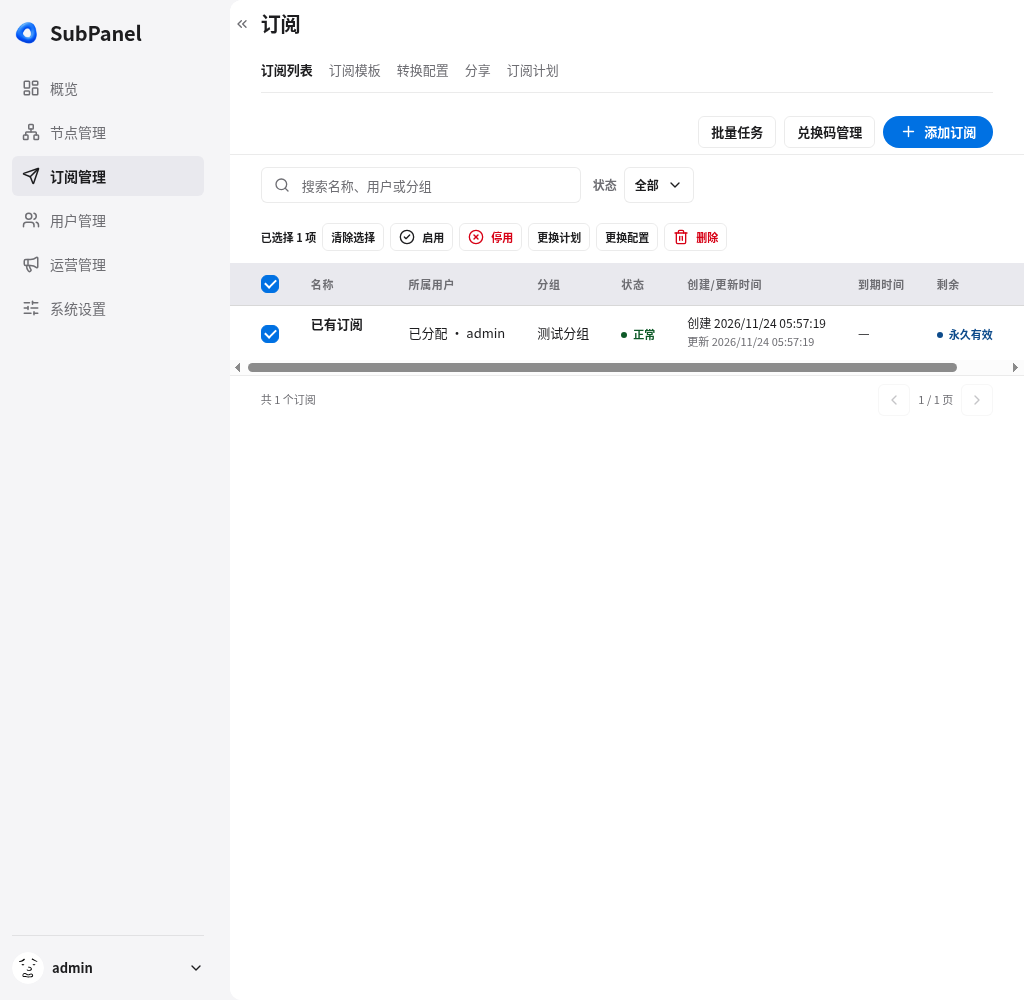 SubPanel
概览
节点管理
订阅管理
用户管理
运营管理
系统设置
admin
订阅
订阅列表 订阅模板 转换配置 分享 订阅计划
批量任务 兑换码管理 添加订阅
搜索名称、用户或分组 状态 全部
已选择 1 项 清除选择 启用 停用 更换计划 更换配置 删除
名称 所属用户 分组 状态 创建/更新时间 到期时间 剩余
已有订阅 已分配 · admin 测试分组 正常 创建 2026/11/24 05:57:19 — 永久有效
更新 2026/11/24 05:57:19
共 1 个订阅 1 / 1 页